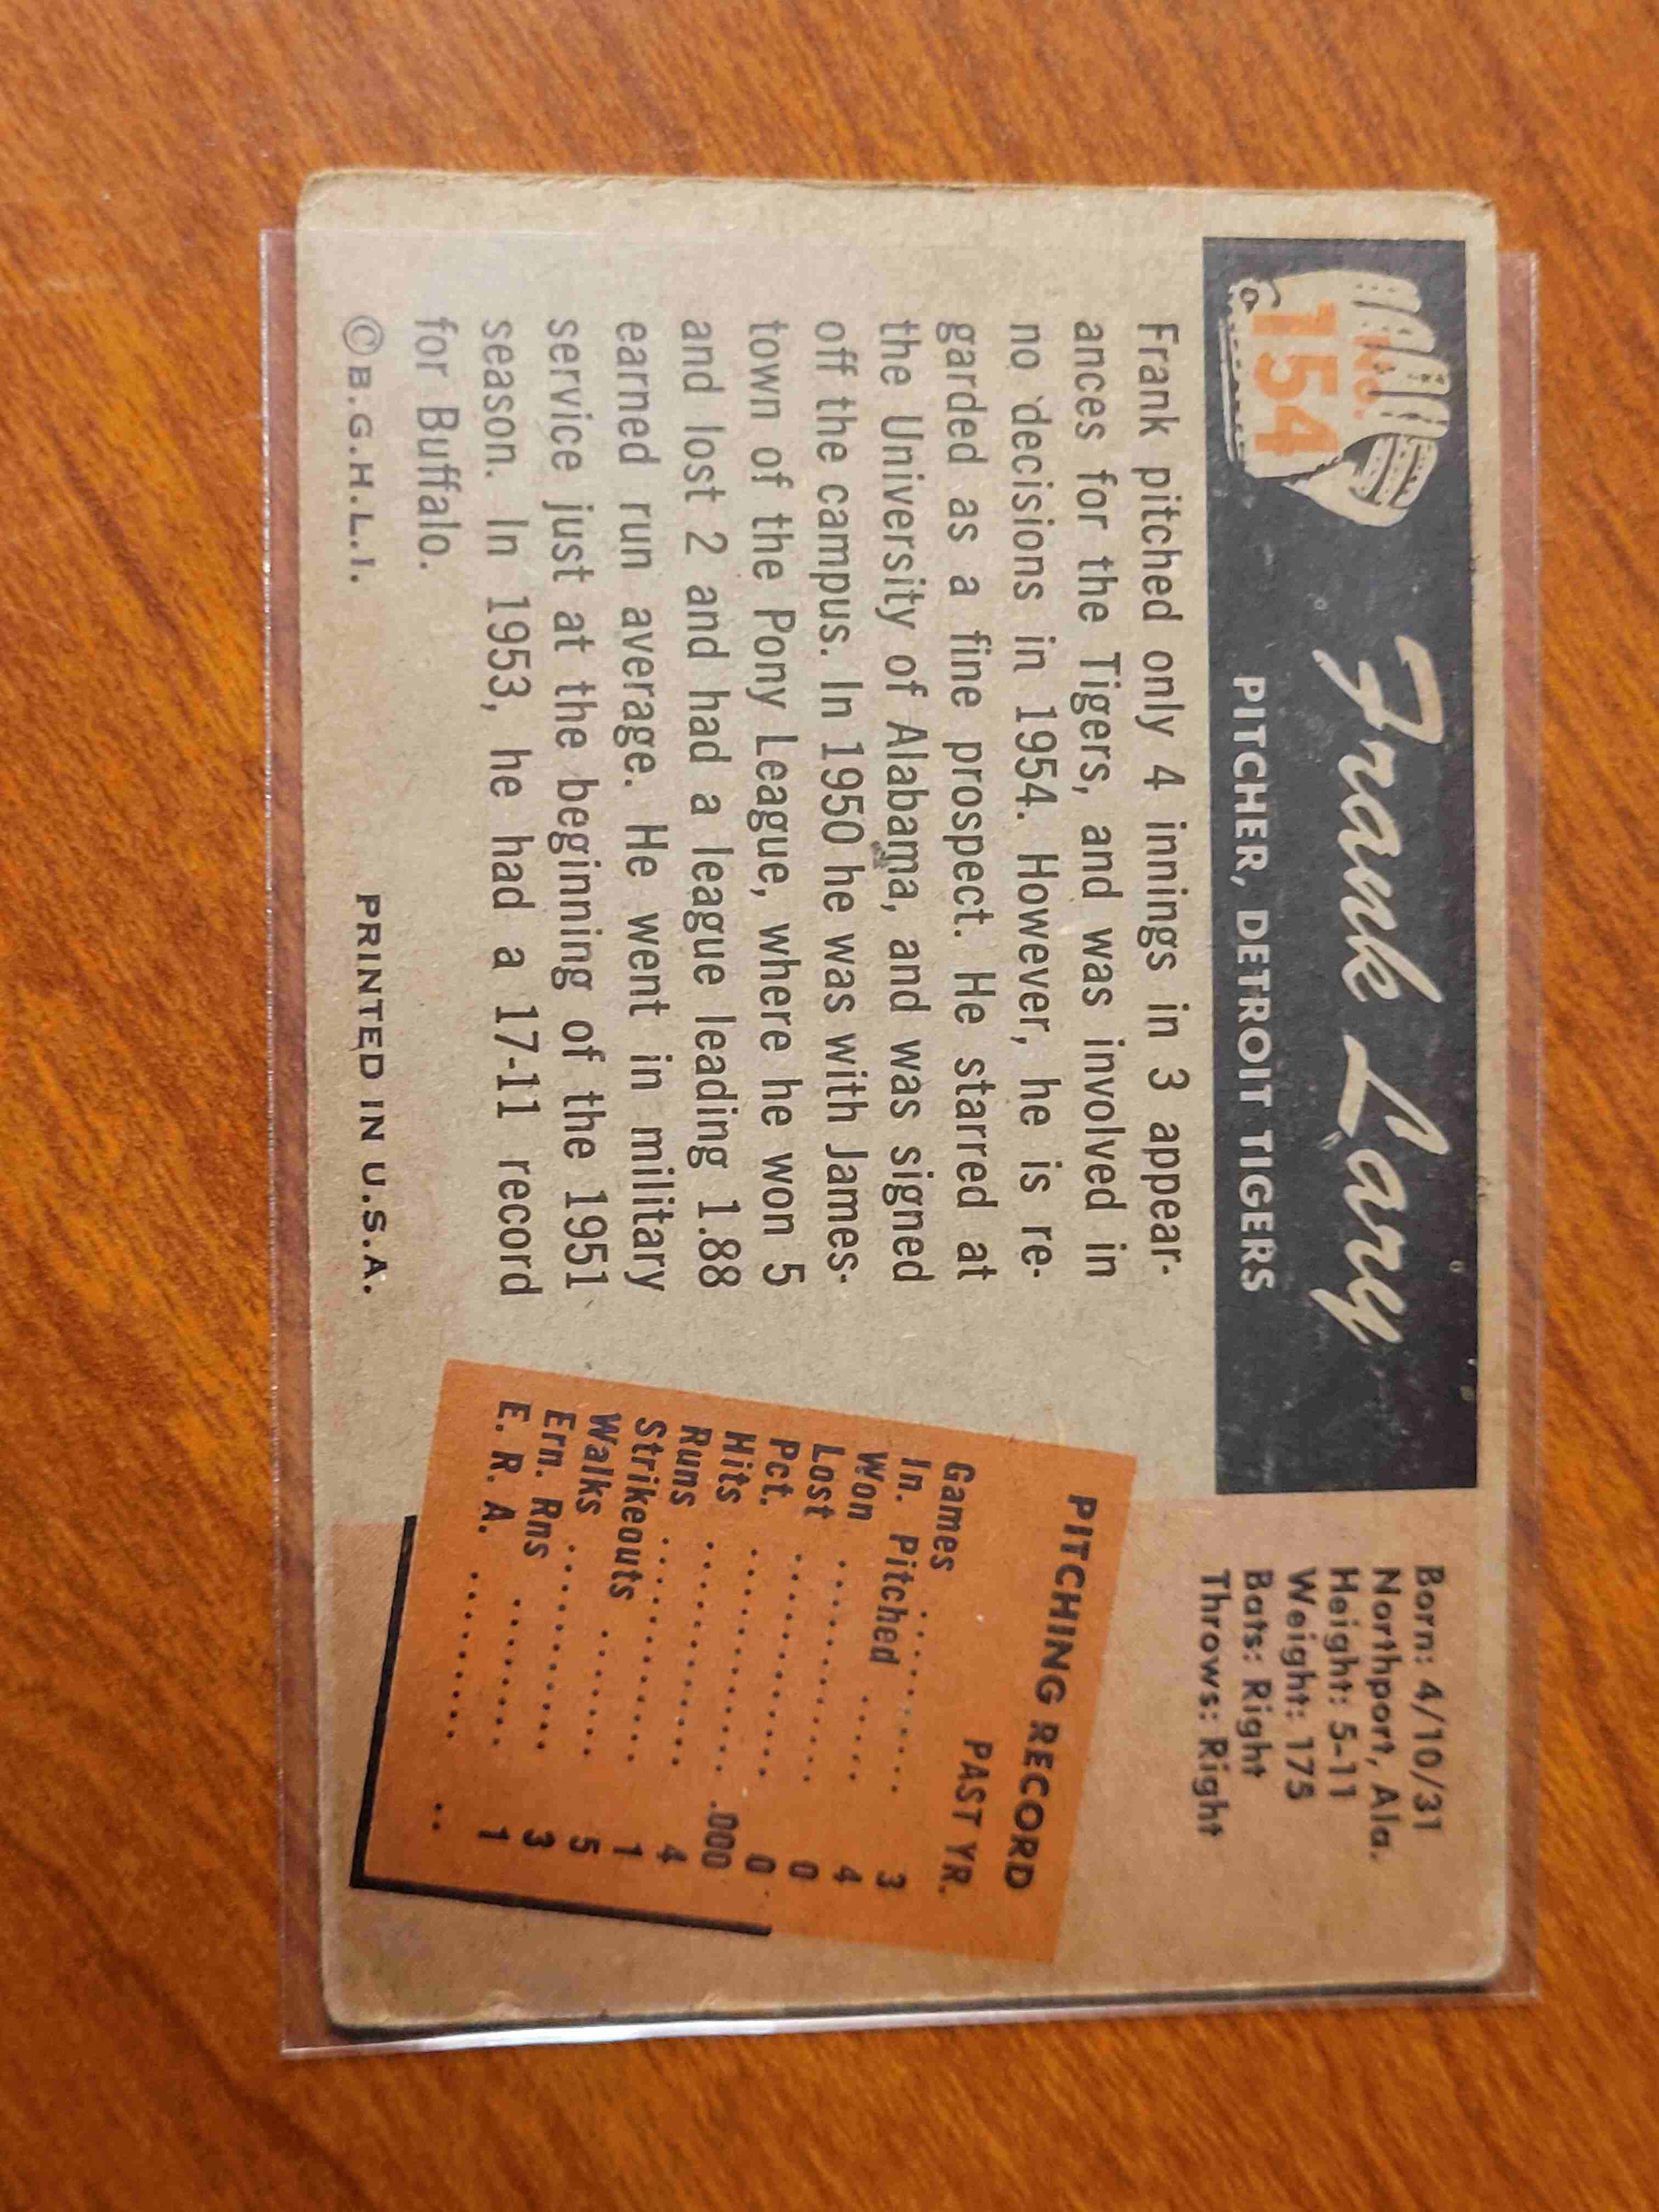 No.
154
Frank Lary
PITCHER, DETROIT TIGERS
Born: 4/10/31
Northport, Ala.
Height: 5-11
Weight: 175
Bats: Right
Throws: Right
Frank pitched only 4 innings in 3 appear-
ances for the Tigers, and was involved in
no decisions in 1954. However, he is re-
garded as a fine prospect. He starred at
the University of Alabama, and was signed
off the campus. In 1950 he was with James-
town of the Pony League, where he won 5
and lost 2 and had a league leading 1.88
earned run average. He went in military
service just at the beginning of the 1951
season. In 1953, he had a 17-11 record
for Buffalo.
© B.G.H.L.I. PRINTED IN U.S.A.
PITCHING RECORD
PAST YR.
Games .......... 3
In. Pitched .... 4
Won ............ 0
Lost ........... 0
Pct. ........... .000
Hits ........... 4
Runs ........... 1
Strikeouts ..... 5
Walks .......... 3
Ern. Rns ....... 1
E. R. A. ......... ..